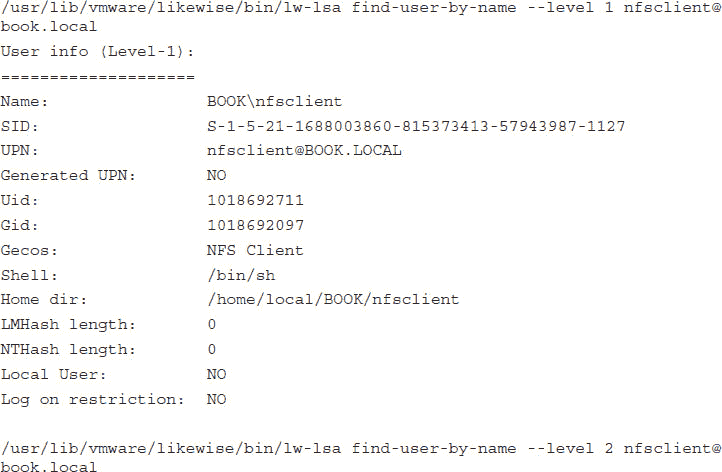 /usr/lib/vmware/likewise/bin/lw-lsa find-user-by-name --level 1 nfsclient@
book.local
User info (Level-1):
====================
Name: BOOK\nfsclient
SID: S-1-5-21-1688003860-815373413-57943987-1127
UPN: nfsclient@BOOK.LOCAL
Generated UPN: NO
Uid: 1018692711
Gid: 1018692097
Gecos: NFS Client
Shell: /bin/sh
Home dir: /home/local/BOOK/nfsclient
LMHash length: 0
NTHash length: 0
Local User: NO
Log on restriction: NO
/usr/lib/vmware/likewise/bin/lw-lsa find-user-by-name --level 2 nfsclient@
book.local